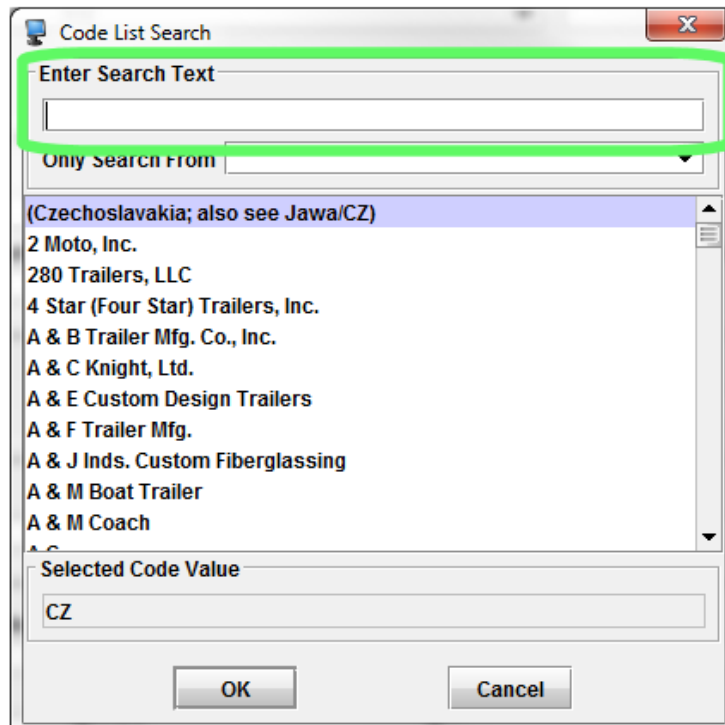 Code List Search
Enter Search Text
Only Search From
(Czechoslavakia; also see Jawa/CZ)
2 Moto, Inc.
280 Trailers, LLC
4 Star (Four Star) Trailers, Inc.
A & B Trailer Mfg. Co., Inc.
A & C Knight, Ltd.
A & E Custom Design Trailers
A & F Trailer Mfg.
A & J Inds. Custom Fiberglassing
A & M Boat Trailer
A & M Coach
Selected Code Value
CZ
OK
Cancel